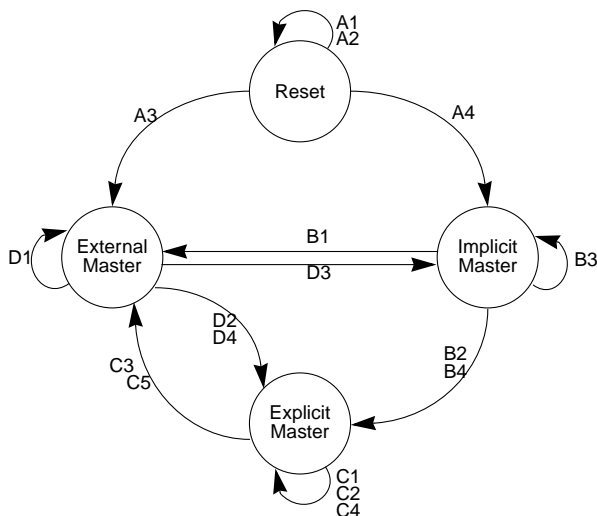 A1
A2
Reset
A3
A4
External
Master
B1
Implicit
Master
D1
D3
B3
D2
D4
B2
B4
C3
C5
Explicit
Master
C1
C2
C4